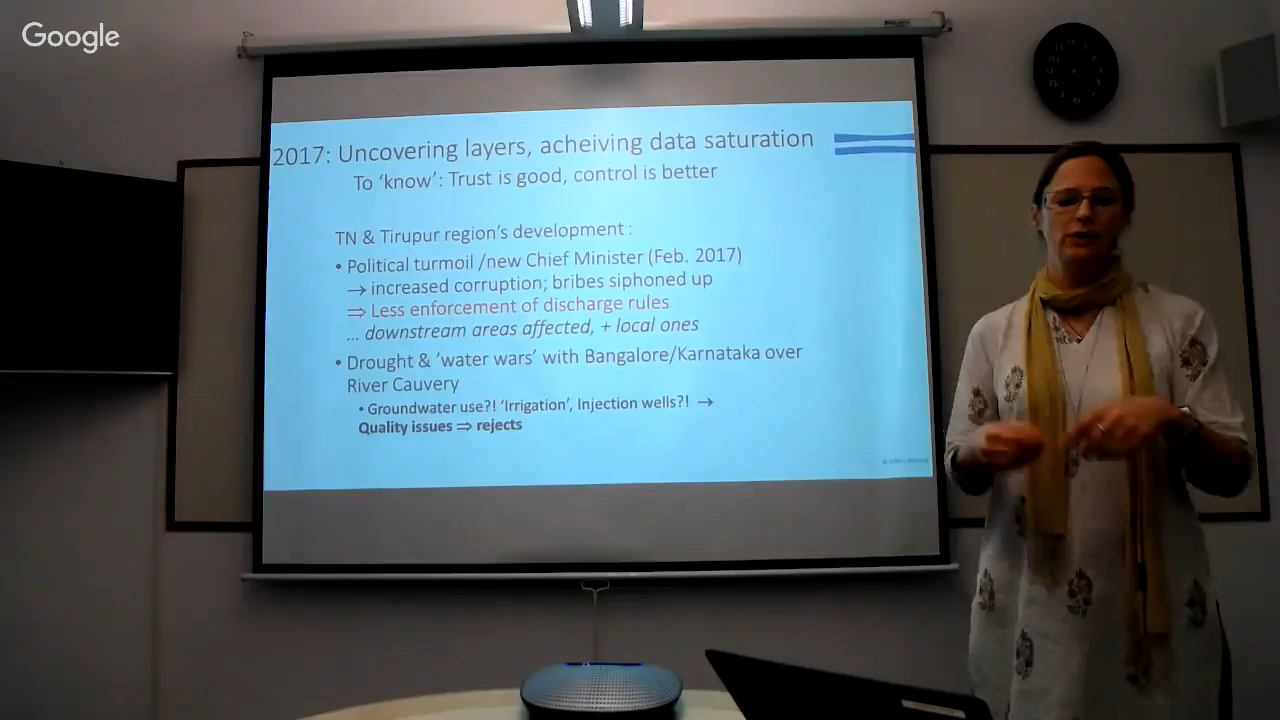 Google
2017: Uncovering layers, acheiving data saturation
To ‘know’: Trust is good, control is better
TN & Tirupur region’s development :
• Political turmoil /new Chief Minister (Feb. 2017)
→ increased corruption; bribes siphoned up
⇒ Less enforcement of discharge rules
... downstream areas affected, + local ones
• Drought & ‘water wars’ with Bangalore/Karnataka over
River Cauvery
• Groundwater use?! ‘Irrigation’, Injection wells?! →
Quality issues ⇒ rejects